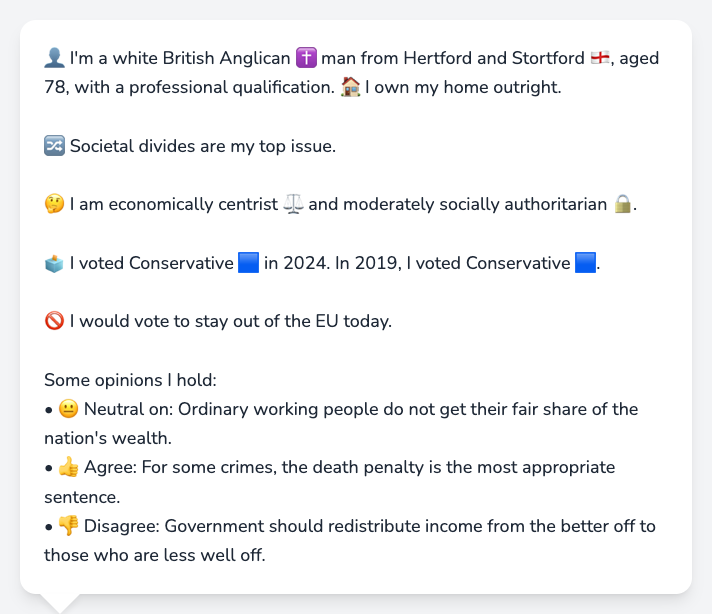 👤 I'm a white British Anglican ✝️ man from Hertford and Stortford 🏴󠁧󠁢󠁥󠁮󠁧󠁿, aged
78, with a professional qualification. 🏠 I own my home outright.
🔀 Societal divides are my top issue.
🤔 I am economically centrist ⚖️ and moderately socially authoritarian 🔒.
🗳️ I voted Conservative 🟦 in 2024. In 2019, I voted Conservative 🟦.
🚫 I would vote to stay out of the EU today.
Some opinions I hold:
• 😐 Neutral on: Ordinary working people do not get their fair share of the
nation's wealth.
• 👍 Agree: For some crimes, the death penalty is the most appropriate
sentence.
• 👎 Disagree: Government should redistribute income from the better off to
those who are less well off.